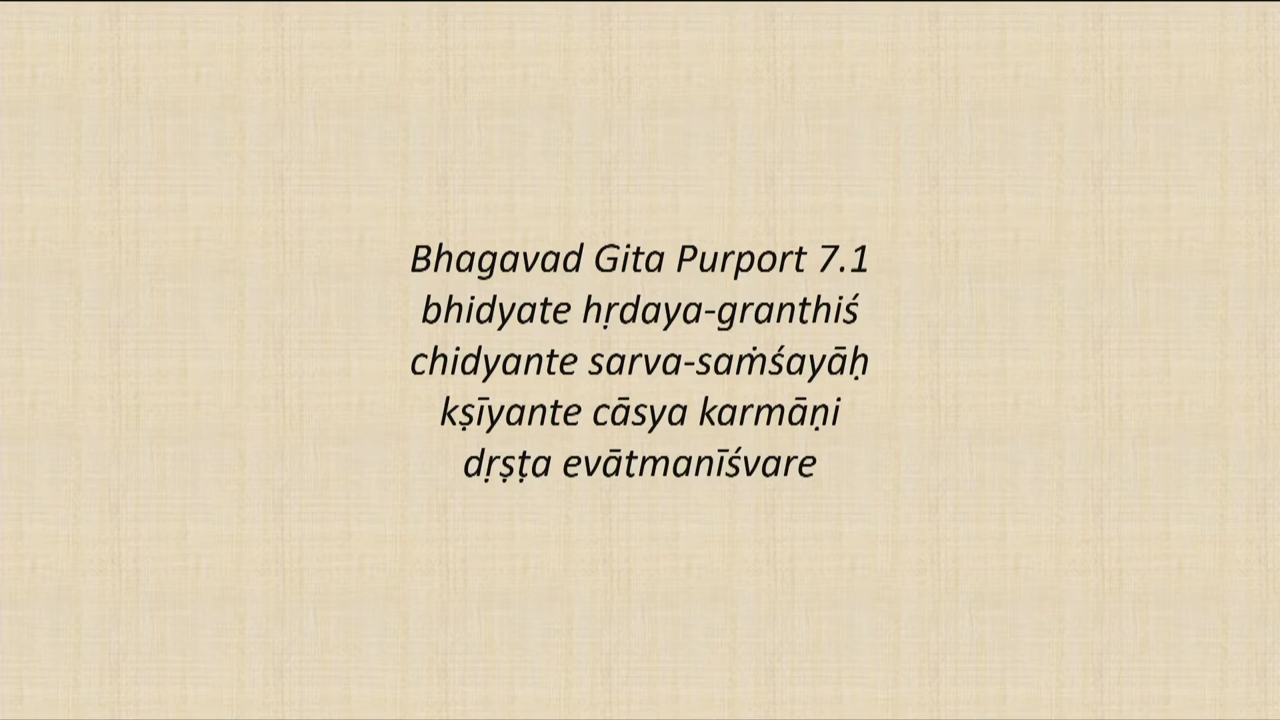 Bhagavad Gita Purport 7.1
bhidyate hṛdaya-granthiś
chidyante sarva-saṁśayāḥ
kṣīyante cāsya karmāṇi
dṛṣṭa evātmanīśvare